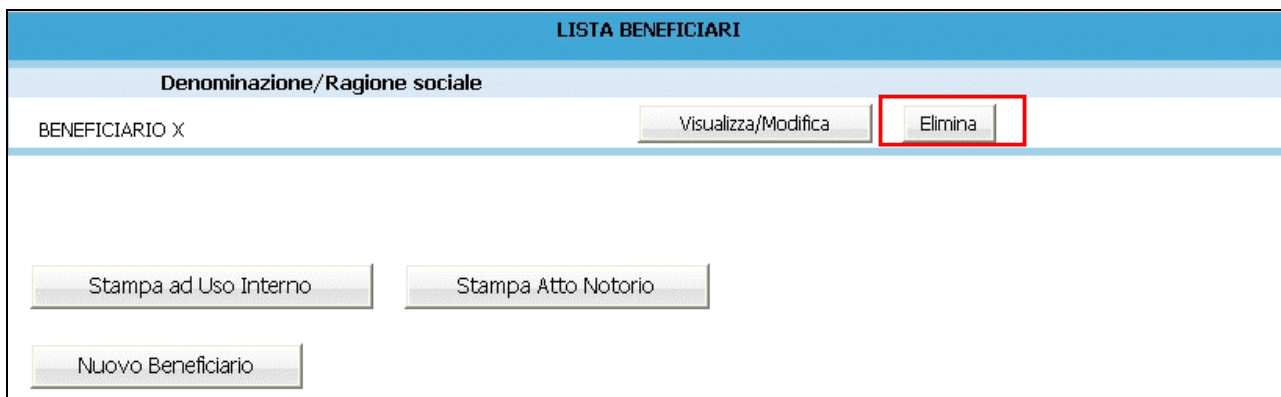 LISTA BENEFICIARI
Denominazione/Ragione sociale
BENEFICIARIO X Visualizza/Modifica Elimina
Stampa ad Uso Interno Stampa Atto Notorio
Nuovo Beneficiario